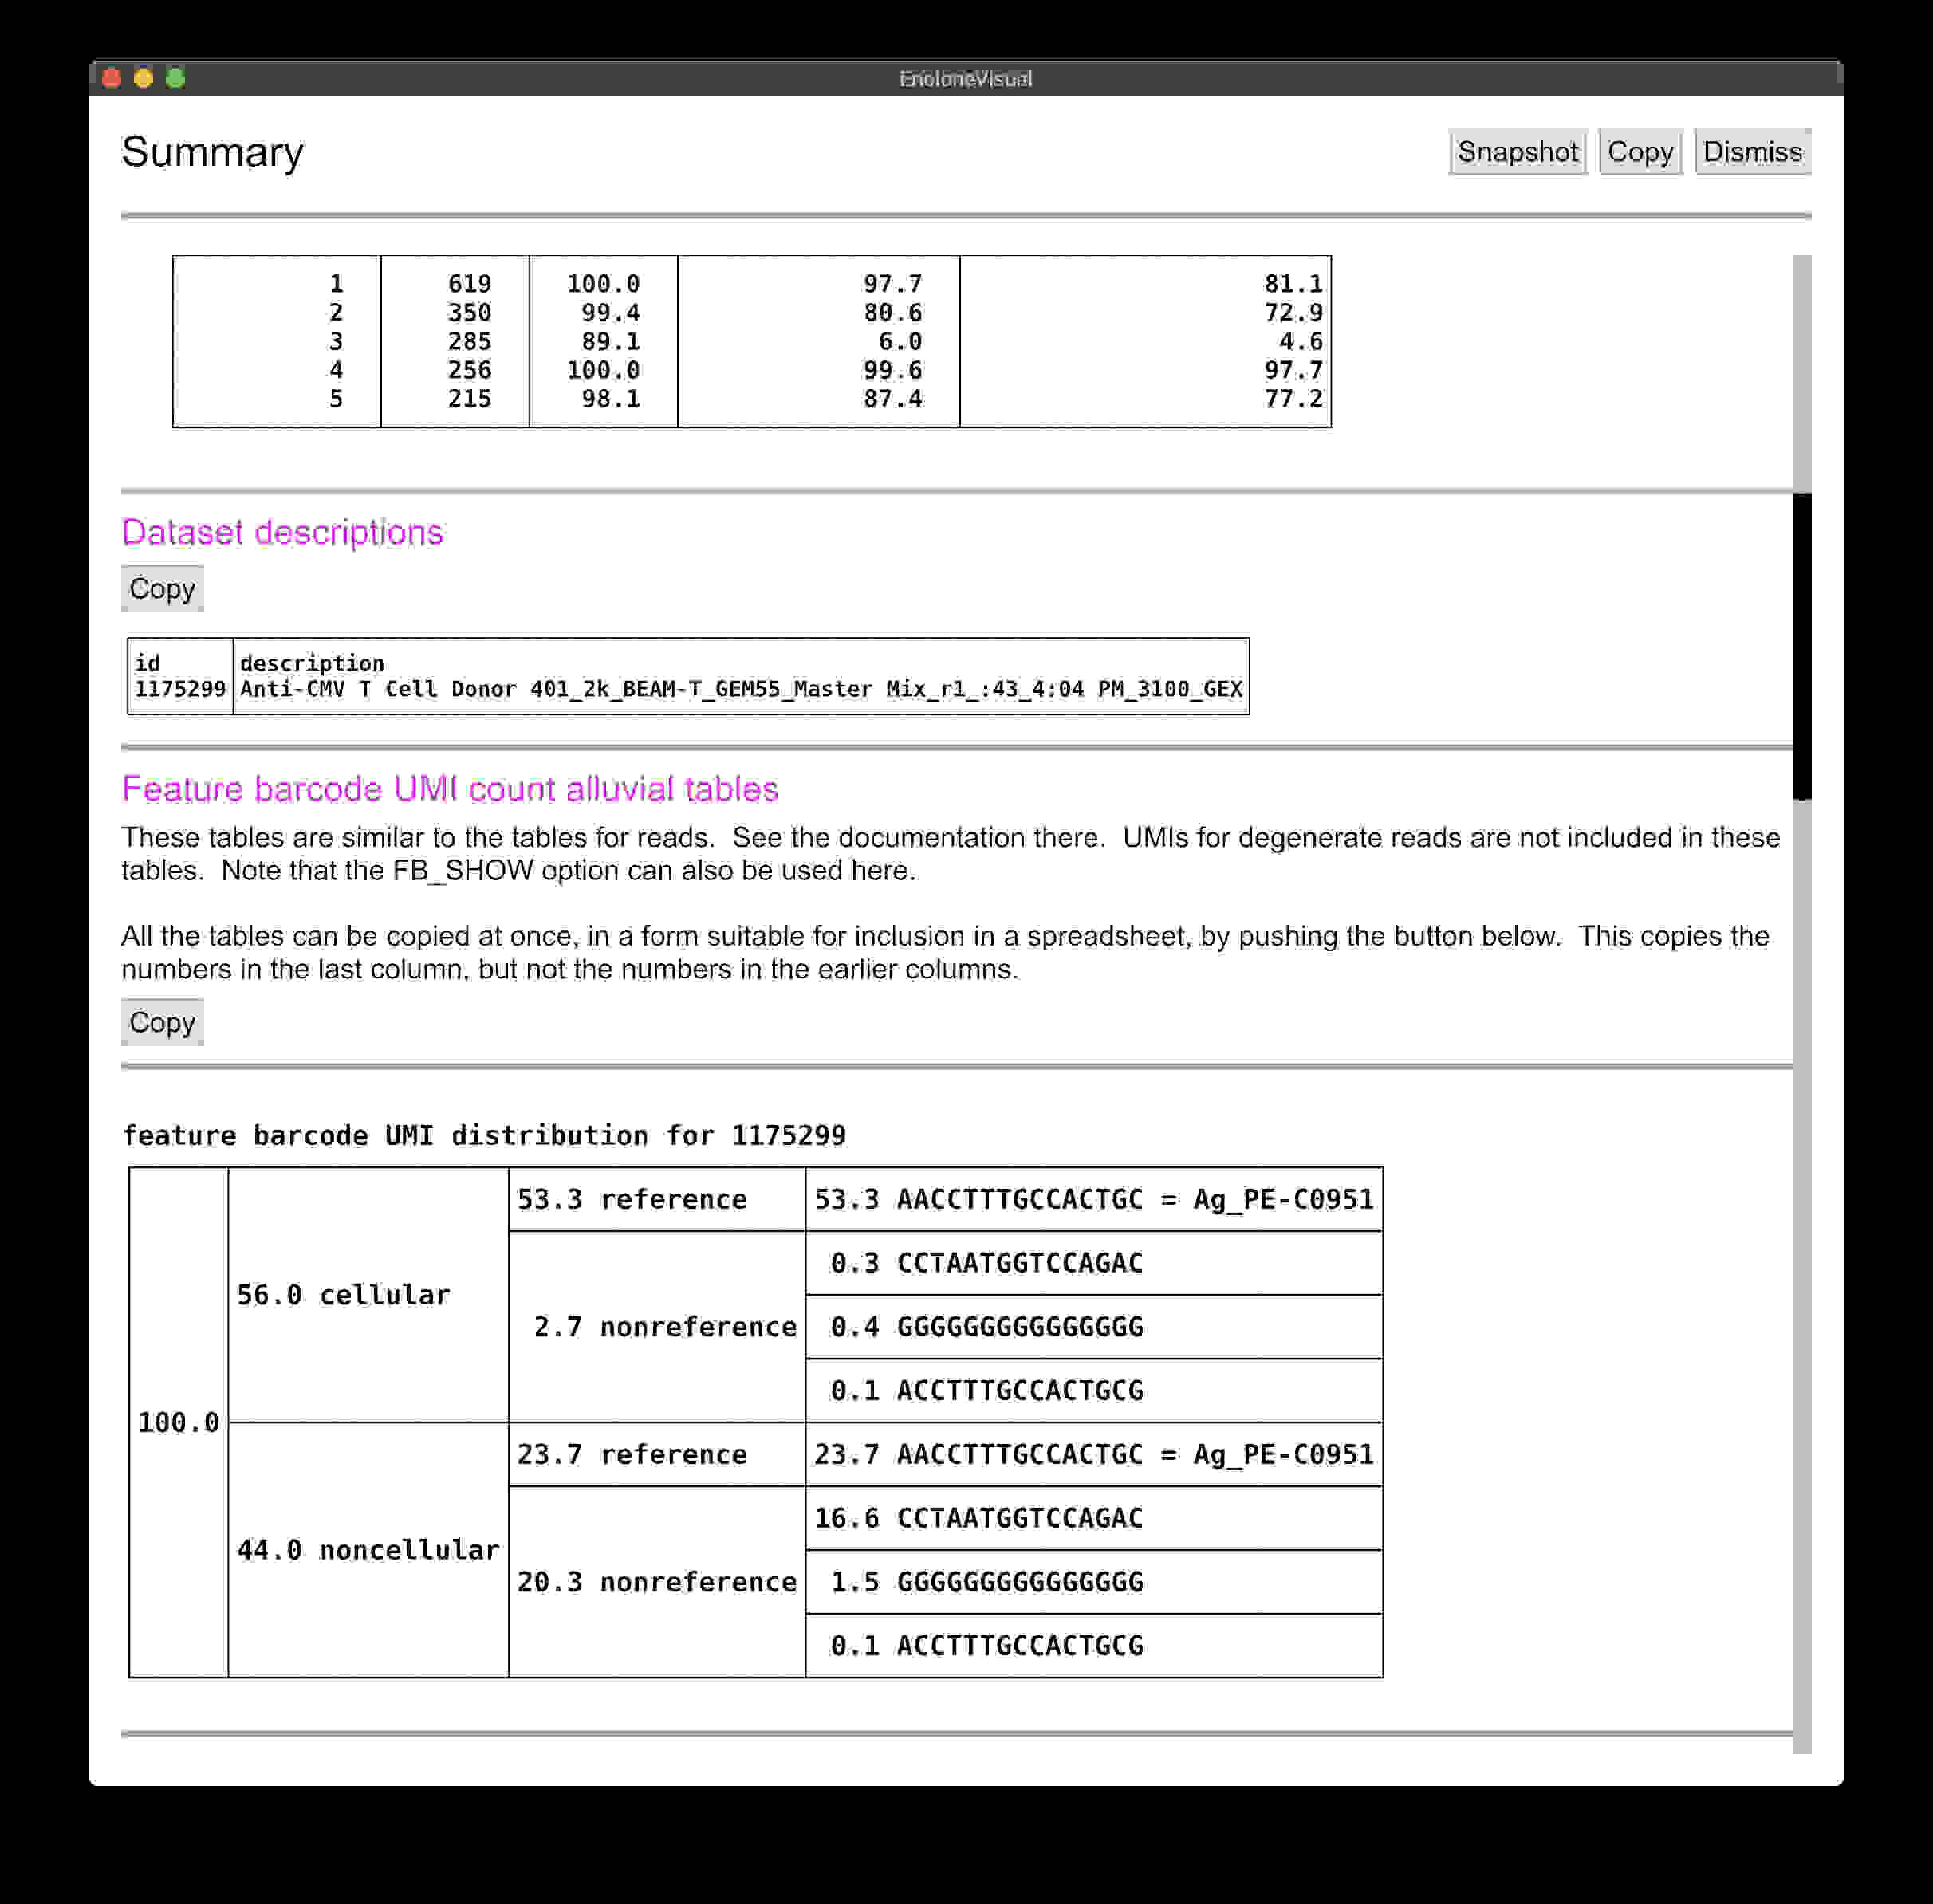 EncloneVisual
Summary
Snapshot Copy Dismiss
1 619 100.0 97.7 81.1
2 350 99.4 80.6 72.9
3 285 89.1 6.0 4.6
4 256 100.0 99.6 97.7
5 215 98.1 87.4 77.2
Dataset descriptions
Copy
id description
1175299 Anti-CMV T Cell Donor 401_2k_BEAM-T_GEM55_Master Mix_r1_:43_4:04 PM_3100_GEX
Feature barcode UMI count alluvial tables
These tables are similar to the tables for reads.  See the documentation there.  UMIs for degenerate reads are not included in these
tables.  Note that the FB_SHOW option can also be used here.
All the tables can be copied at once, in a form suitable for inclusion in a spreadsheet, by pushing the button below.  This copies the
numbers in the last column, but not the numbers in the earlier columns.
Copy
feature barcode UMI distribution for 1175299
53.3 reference 53.3 AACCTTTGCCACTGC = Ag_PE-C0951
0.3 CCTAATGGTCCAGAC
56.0 cellular
2.7 nonreference 0.4 GGGGGGGGGGGGGGG
0.1 ACCTTTGCCACTGCG
100.0
23.7 reference 23.7 AACCTTTGCCACTGC = Ag_PE-C0951
16.6 CCTAATGGTCCAGAC
44.0 noncellular
20.3 nonreference 1.5 GGGGGGGGGGGGGGG
0.1 ACCTTTGCCACTGCG